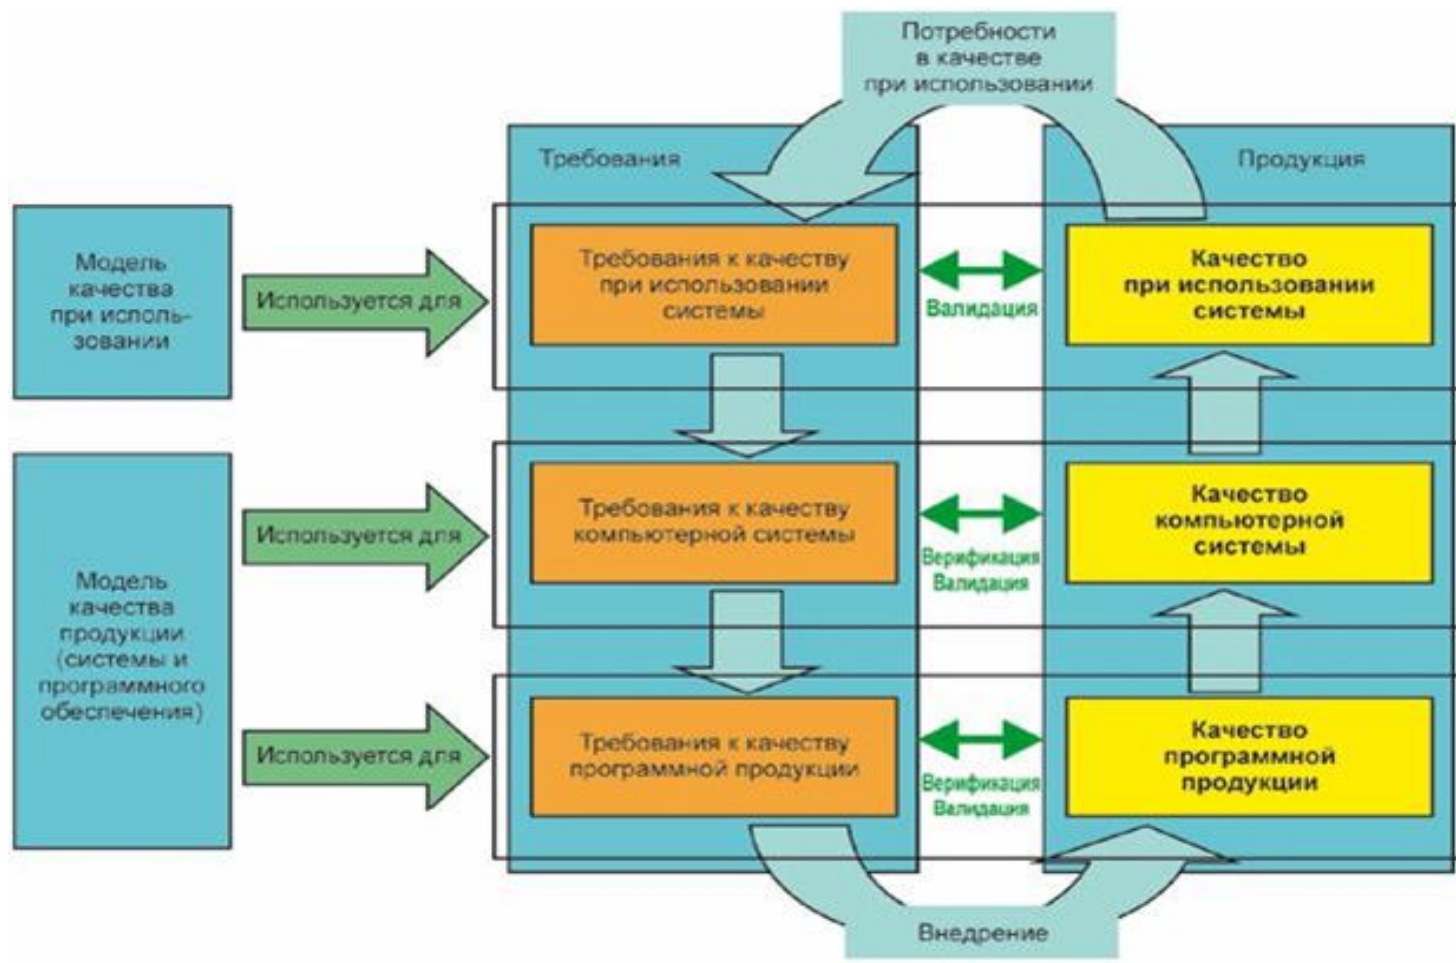 Потребности
в качестве
при использовании
Требования
Продукция
Модель
качества
при исполь-
зовании
Используется для
Требования к качеству
при использовании
системы
Валидация
Качество
при использовании
системы
Модель
качества
продукции
(системы и
программного
обеспечения)
Используется для
Требования к качеству
компьютерной системы
Верификация
Валидация
Качество
компьютерной
системы
Используется для
Требования к качеству
программной продукции
Верификация
Валидация
Качество
программной
продукции
Внедрение